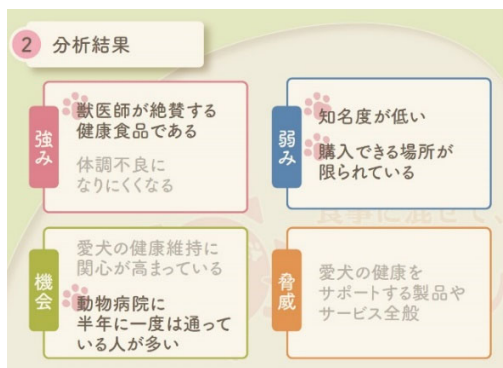 2 分析結果
強み
獣医師が絶賛する
健康食品である
体調不良に
なりにくくなる
弱み
知名度が低い
購入できる場所が
限られている
機会
愛犬の健康維持に
関心が高まっている
動物病院に
半年に一度は通って
いる人が多い
脅威
愛犬の健康を
サポートする製品や
サービス全般
食事に混ぜて